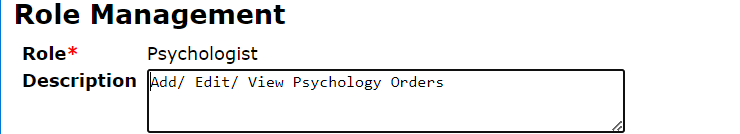 Role Management
Role* Psychologist
Description Add/ Edit/ View Psychology Orders